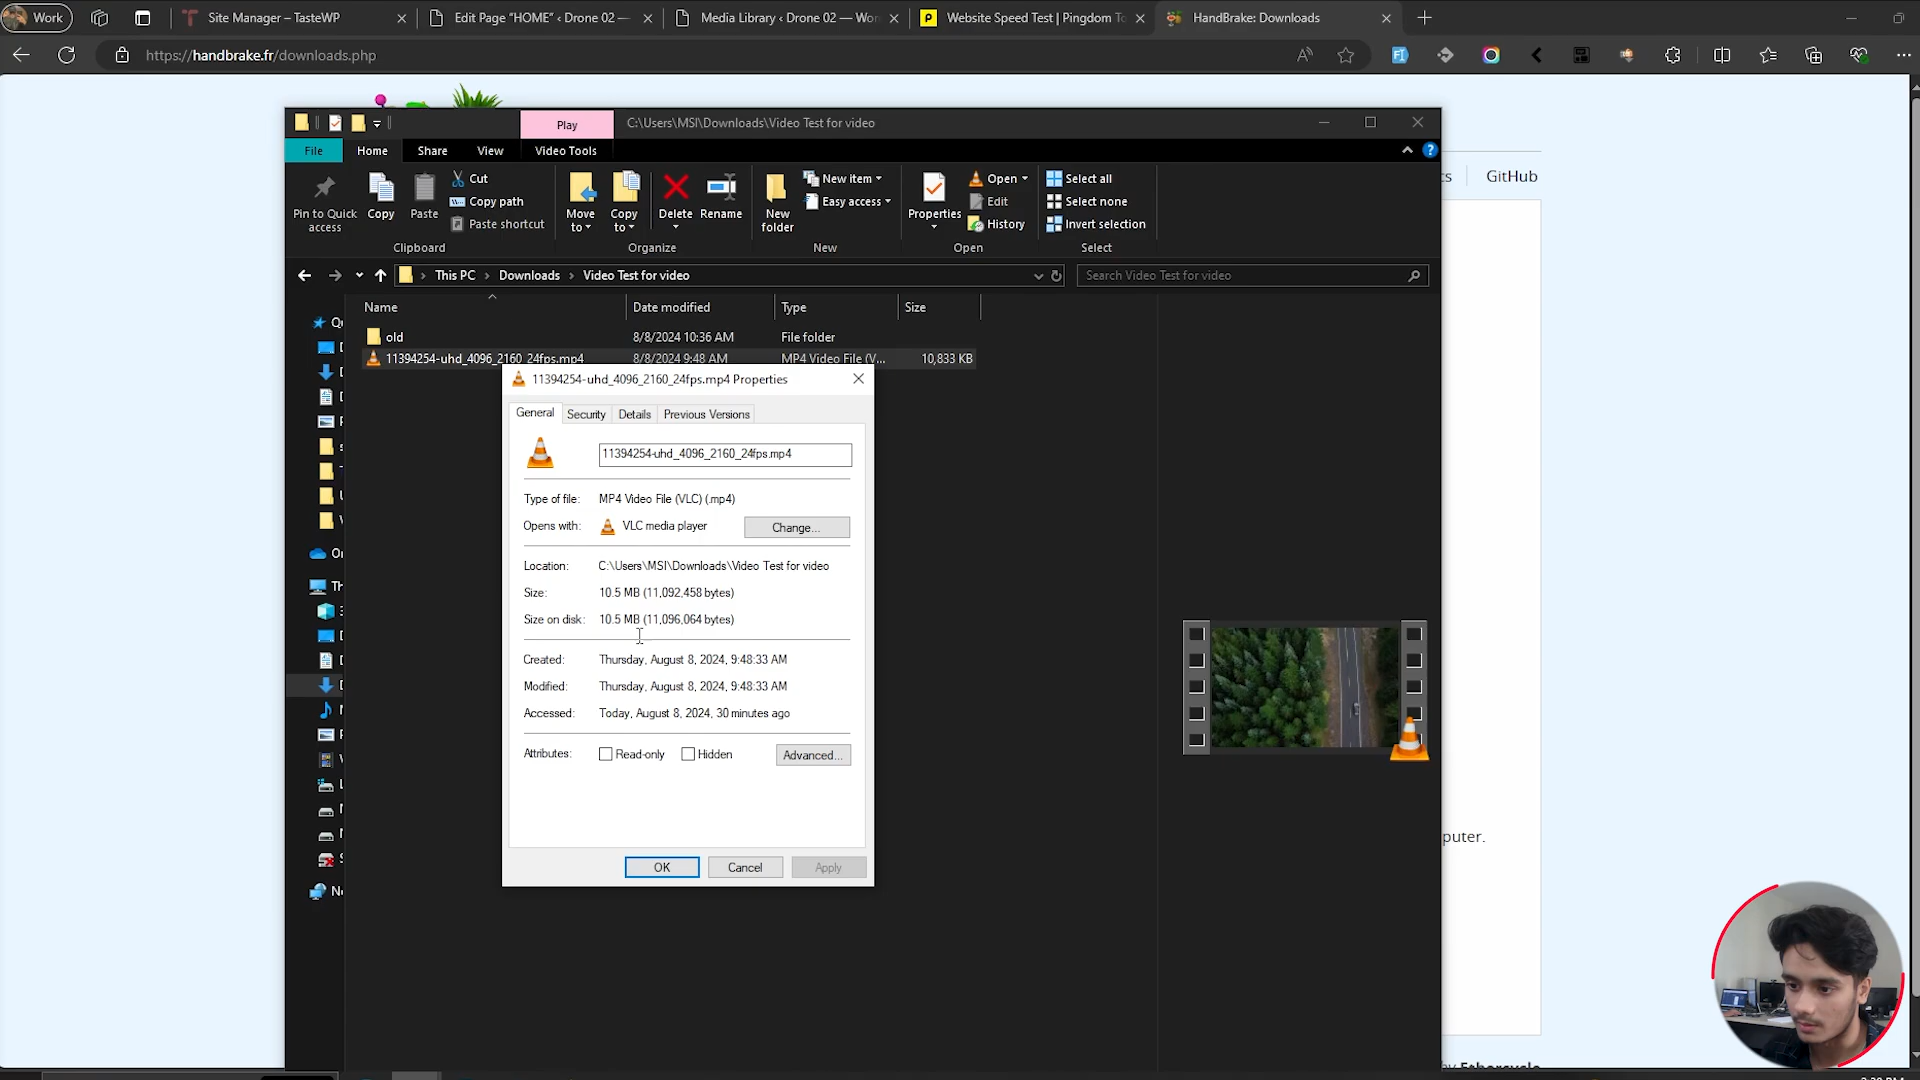 Work
Site Manager - TasteWP
Edit Page “HOME” ‹ Drone 02 —
Media Library ‹ Drone 02 — Wor
Website Speed Test | Pingdom To
HandBrake: Downloads
https://handbrake.fr/downloads.php
Play
C:\Users\MSI\Downloads\Video Test for video
File
Home
Share
View
Video Tools
GitHub
Pin to Quick access
Copy
Paste
Cut
Copy path
Paste shortcut
Clipboard
Move to
Copy to
Delete
Rename
Organize
New folder
New item
Easy access
New
Properties
Open
Edit
History
Open
Select all
Select none
Invert selection
Select
This PC > Downloads > Video Test for video
Search Video Test for video
Name
Date modified
Type
Size
old
8/8/2024 10:36 AM
File folder
11394254-uhd_4096_2160_24fps.mp4
8/8/2024 9:48 AM
MP4 Video File (V...
10,833 KB
11394254-uhd_4096_2160_24fps.mp4 Properties
General
Security
Details
Previous Versions
11394254-uhd_4096_2160_24fps.mp4
Type of file: MP4 Video File (VLC) (.mp4)
Opens with: VLC media player
Change...
Location: C:\Users\MSI\Downloads\Video Test for video
Size: 10.5 MB (11,092,458 bytes)
Size on disk: 10.5 MB (11,096,064 bytes)
Created: Thursday, August 8, 2024, 9:48:33 AM
Modified: Thursday, August 8, 2024, 9:48:33 AM
Accessed: Today, August 8, 2024, 30 minutes ago
Attributes:
Read-only
Hidden
Advanced...
OK
Cancel
Apply
puter.